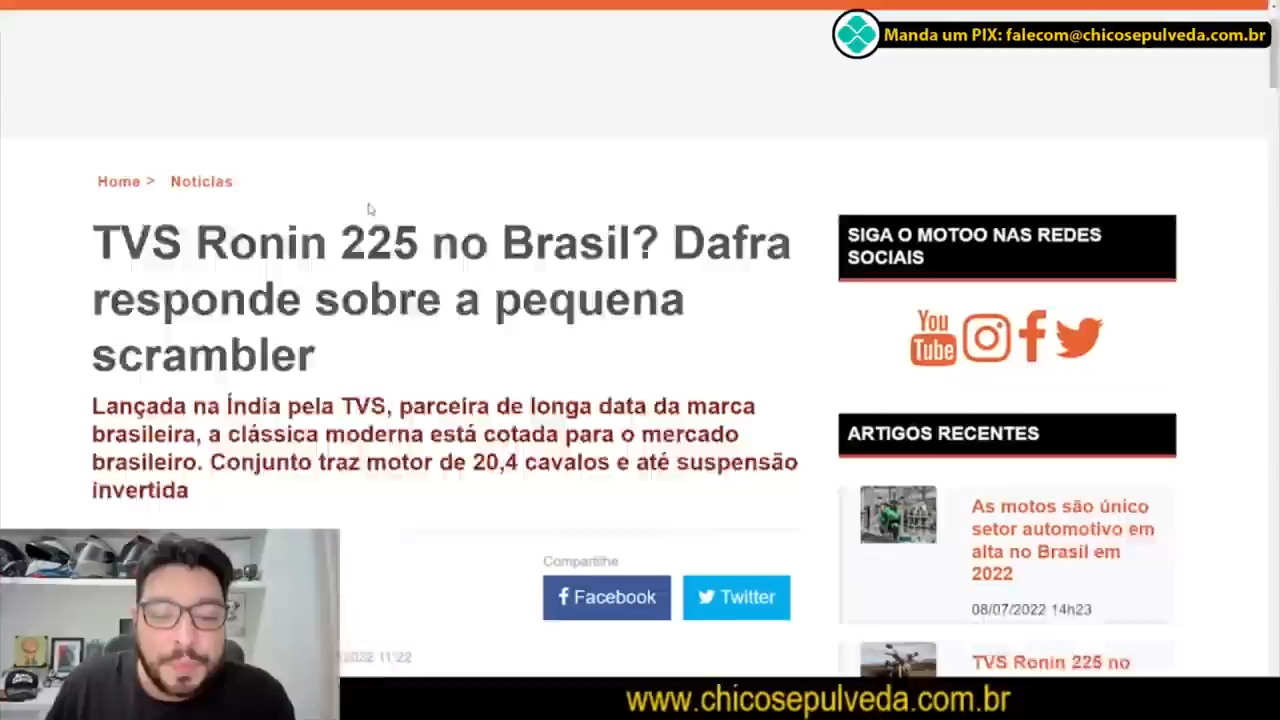 Manda um PIX: falecom@chicosepulveda.com.br
Home > Notícias
TVS Ronin 225 no Brasil? Dafra
responde sobre a pequena
scrambler
Lançada na Índia pela TVS, parceira de longa data da marca
brasileira, a clássica moderna está cotada para o mercado
brasileiro. Conjunto traz motor de 20,4 cavalos e até suspensão
invertida
Compartilhe
Facebook
Twitter
2022 11:22
SIGA O MOTOO NAS REDES
SOCIAIS
You
Tube
ARTIGOS RECENTES
As motos são único
setor automotivo em
alta no Brasil em
2022
08/07/2022 14h23
TVS Ronin 225 no
www.chicosepulveda.com.br